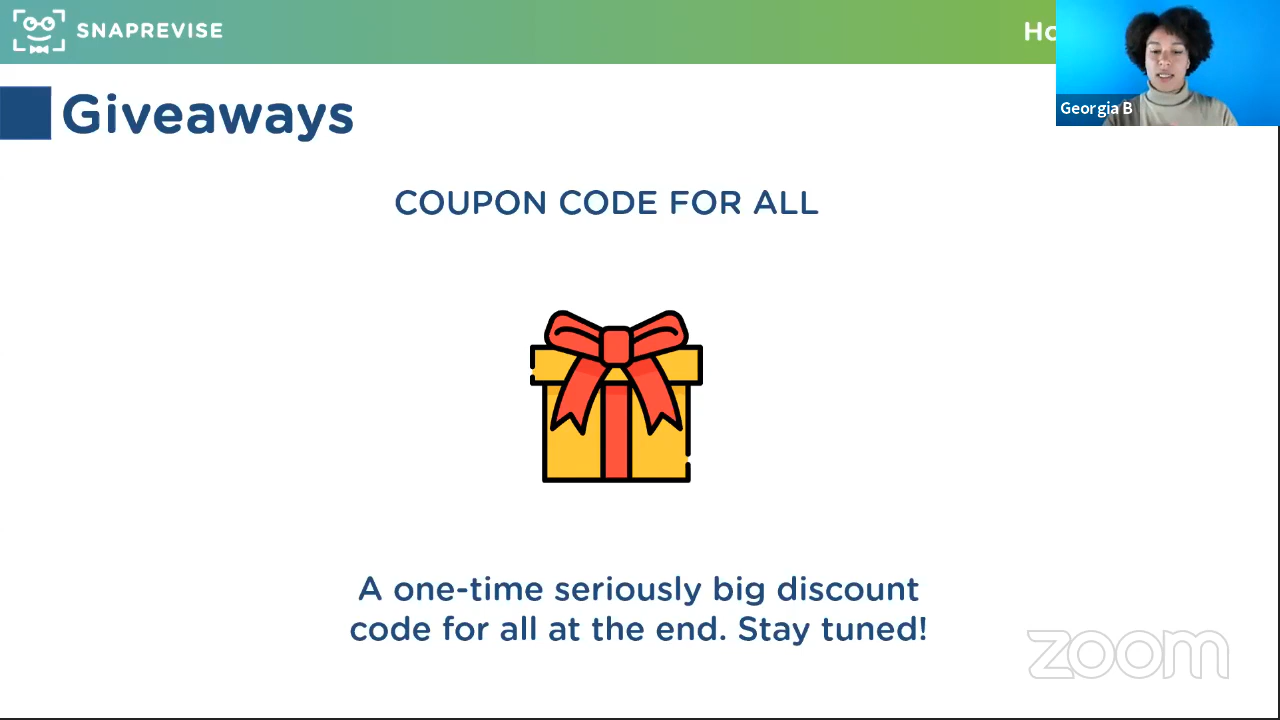 SNAPREVISE
Georgia B
Giveaways
COUPON CODE FOR ALL
A one-time seriously big discount
code for all at the end. Stay tuned!
zoom